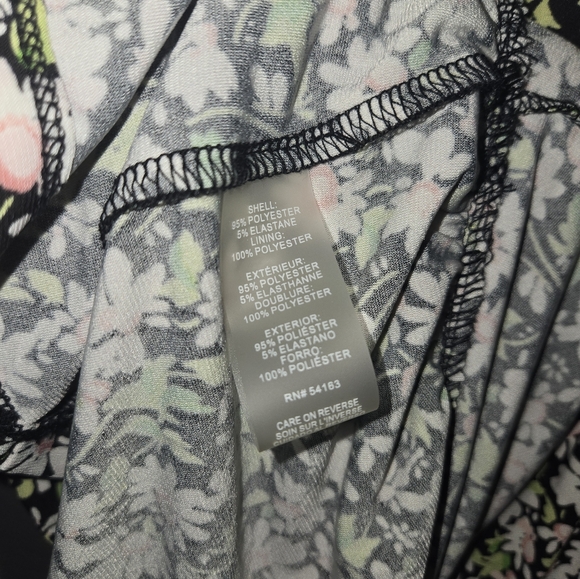 SHELL:
95% POLYESTER
5% ELASTANE
LINING:
100% POLYESTER
EXTÉRIEUR:
95% POLYESTER
5% ÉLASTHANNE
DOUBLURE:
100% POLYESTER
EXTERIOR:
95% POLIÉSTER
5% ELASTANO
FORRO:
100% POLIÉSTER
RN# 54163
CARE ON REVERSE
SOIN SUR L'INVERSE